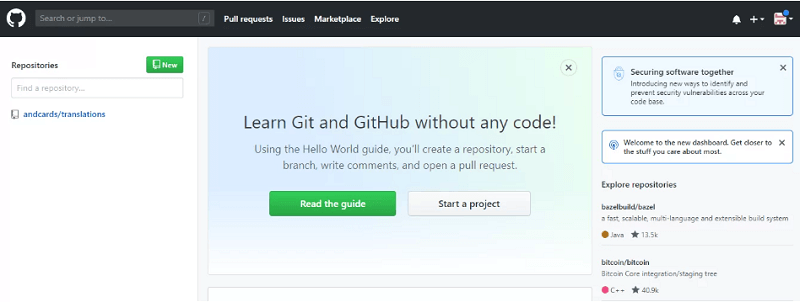 Search or jump to... /
Pull requests Issues Marketplace Explore
Repositories
New
Find a repository...
andcards/translations
Learn Git and GitHub without any code!
Using the Hello World guide, you'll create a repository, start a
branch, write comments, and open a pull request.
Read the guide
Start a project
Securing software together
Introducing new ways to identify and
prevent security vulnerabilities across your
code base.
Welcome to the new dashboard. Get closer to
the stuff you care about most.
Explore repositories
bazelbuild/bazel
a fast, scalable, multi-language and extensible build system
Java 13.5k
bitcoin/bitcoin
Bitcoin Core integration/staging tree
C++ 40.9k